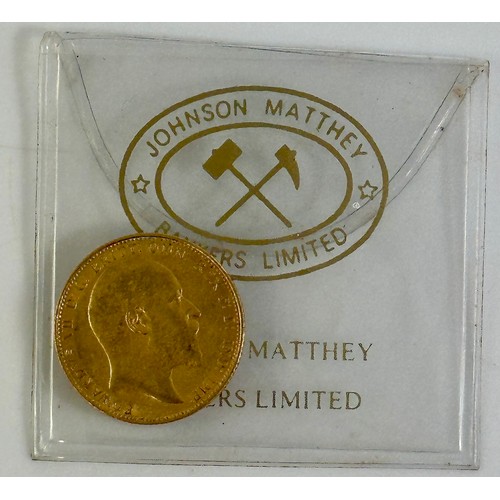 JOHNSON MATTHEY
BANKERS LIMITED
MATTHEY
ERS LIMITED